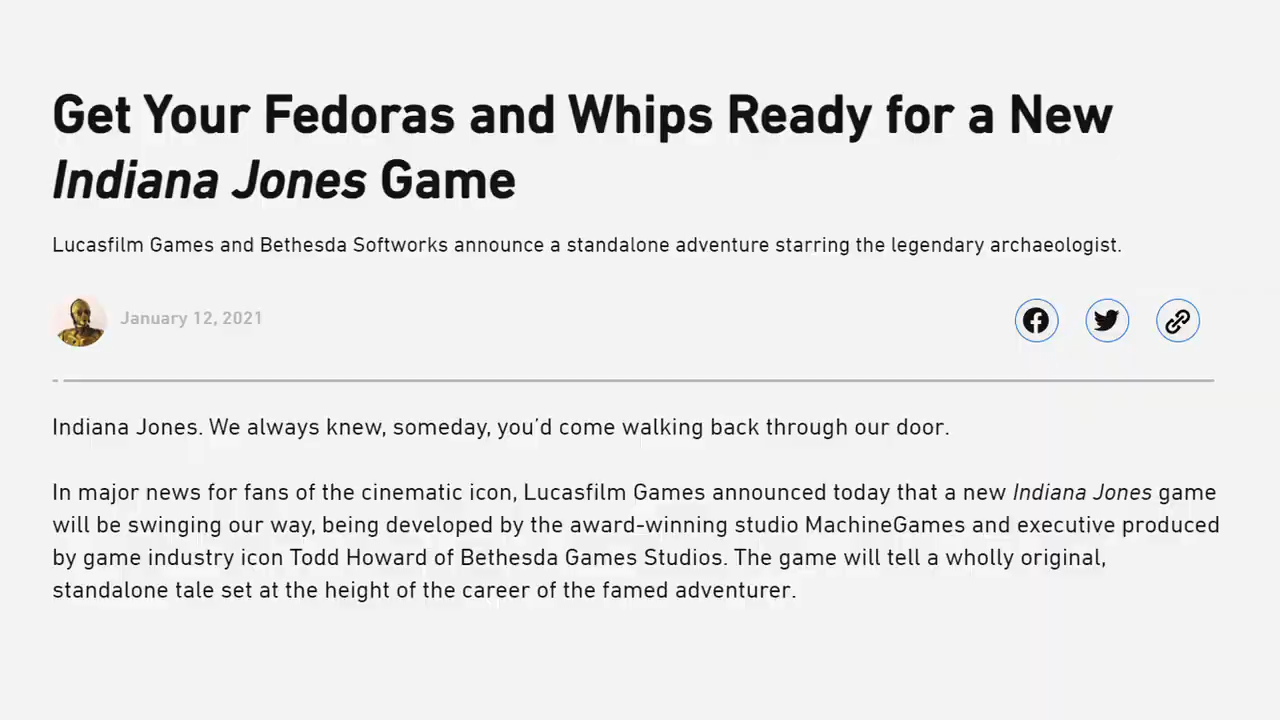 Get Your Fedoras and Whips Ready for a New
Indiana Jones Game
Lucasfilm Games and Bethesda Softworks announce a standalone adventure starring the legendary archaeologist.
January 12, 2021
Indiana Jones. We always knew, someday, you’d come walking back through our door.
In major news for fans of the cinematic icon, Lucasfilm Games announced today that a new Indiana Jones game
will be swinging our way, being developed by the award-winning studio MachineGames and executive produced
by game industry icon Todd Howard of Bethesda Games Studios. The game will tell a wholly original,
standalone tale set at the height of the career of the famed adventurer.